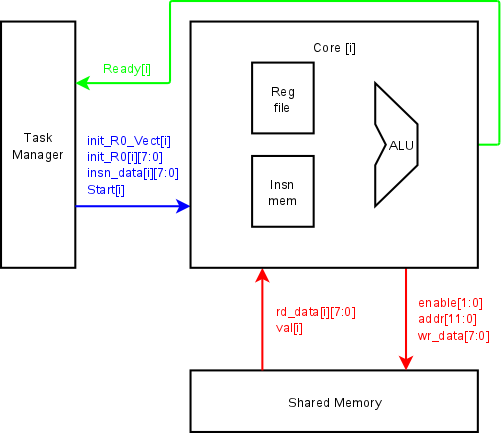 Core [i]
Ready[i]
Reg
file
Task
Manager
ALU
init_R0_Vect[i]
init_R0[i][7:0]
insn_data[i][7:0]
Start[i]
Insn
mem
rd_data[i][7:0]
val[i]
enable[1:0]
addr[11:0]
wr_data[7:0]
Shared Memory